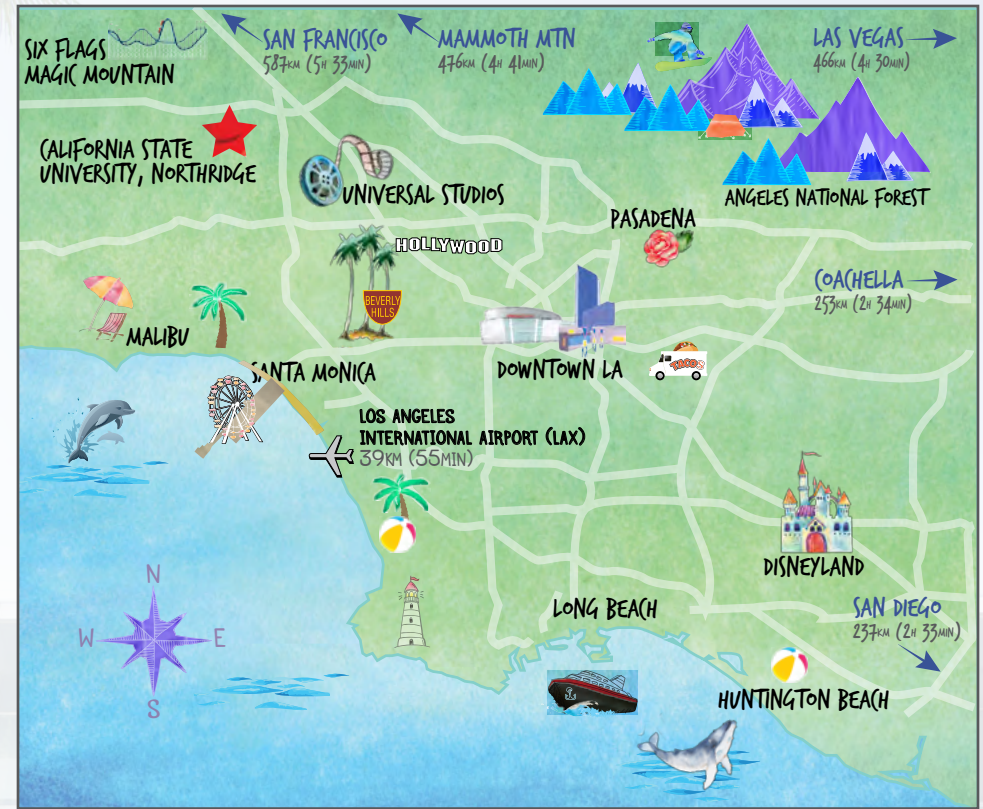 SIX FLAGS
MAGIC MOUNTAIN
SAN FRANCISCO
587KM (5H 33MIN)
MAMMOTH MTN
476KM (4H 41MIN)
LAS VEGAS
466KM (4H 30MIN)
CALIFORNIA STATE
UNIVERSITY, NORTHRIDGE
UNIVERSAL STUDIOS
ANGELES NATIONAL FOREST
PASADENA
HOLLYWOOD
BEVERLY
HILLS
COACHELLA
253KM (2H 34MIN)
MALIBU
SANTA MONICA
DOWNTOWN LA
TACOS
LOS ANGELES
INTERNATIONAL AIRPORT (LAX)
39KM (55MIN)
DISNEYLAND
LONG BEACH
SAN DIEGO
237KM (2H 33MIN)
HUNTINGTON BEACH
N
W
E
S